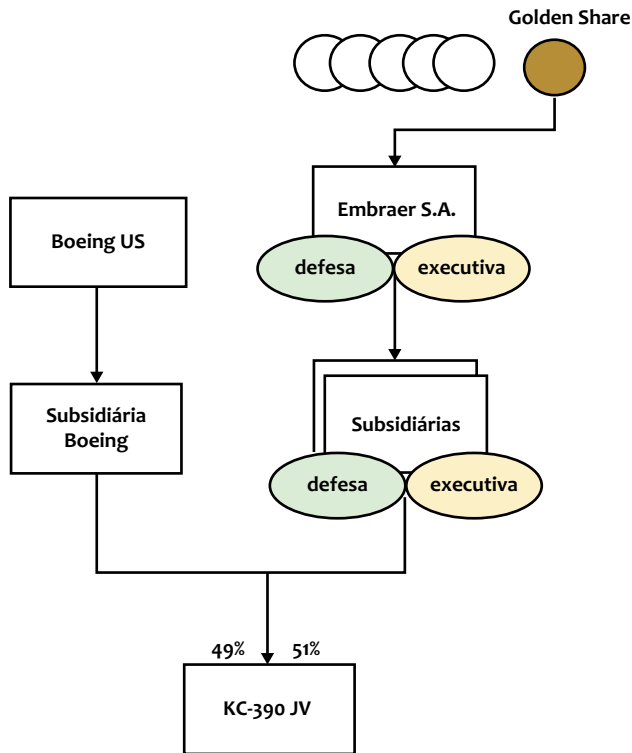 Golden Share
Embraer S.A.
Boeing US
defesa
executiva
Subsidiária
Boeing
Subsidiárias
defesa
executiva
49%
51%
KC-390 JV